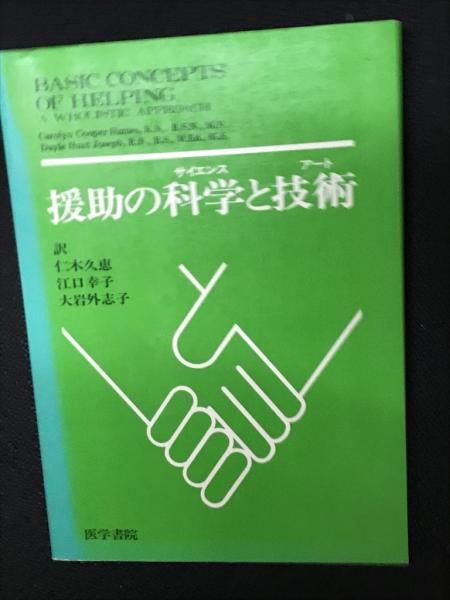 BASIC CONCEPTS
OF HELPING
A WHOLISTIC APPROACH
Carolyn Cooper Hames, R.N.,
Dayle Hunt Joseph, R.N.,
サイエンス アート
援助の科学と技術
訳
仁木久恵
江口幸子
大岩外志子
医学書院